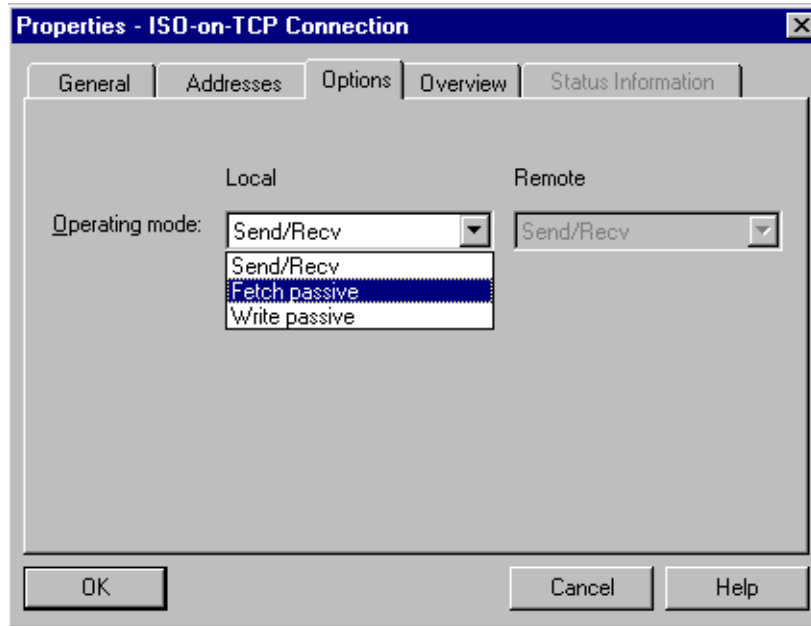 Properties - ISO-on-TCP Connection
General Addresses Options Overview Status Information
Local Remote
Operating mode: Send/Recv Send/Recv
Send/Recv
Fetch passive
Write passive
OK Cancel Help